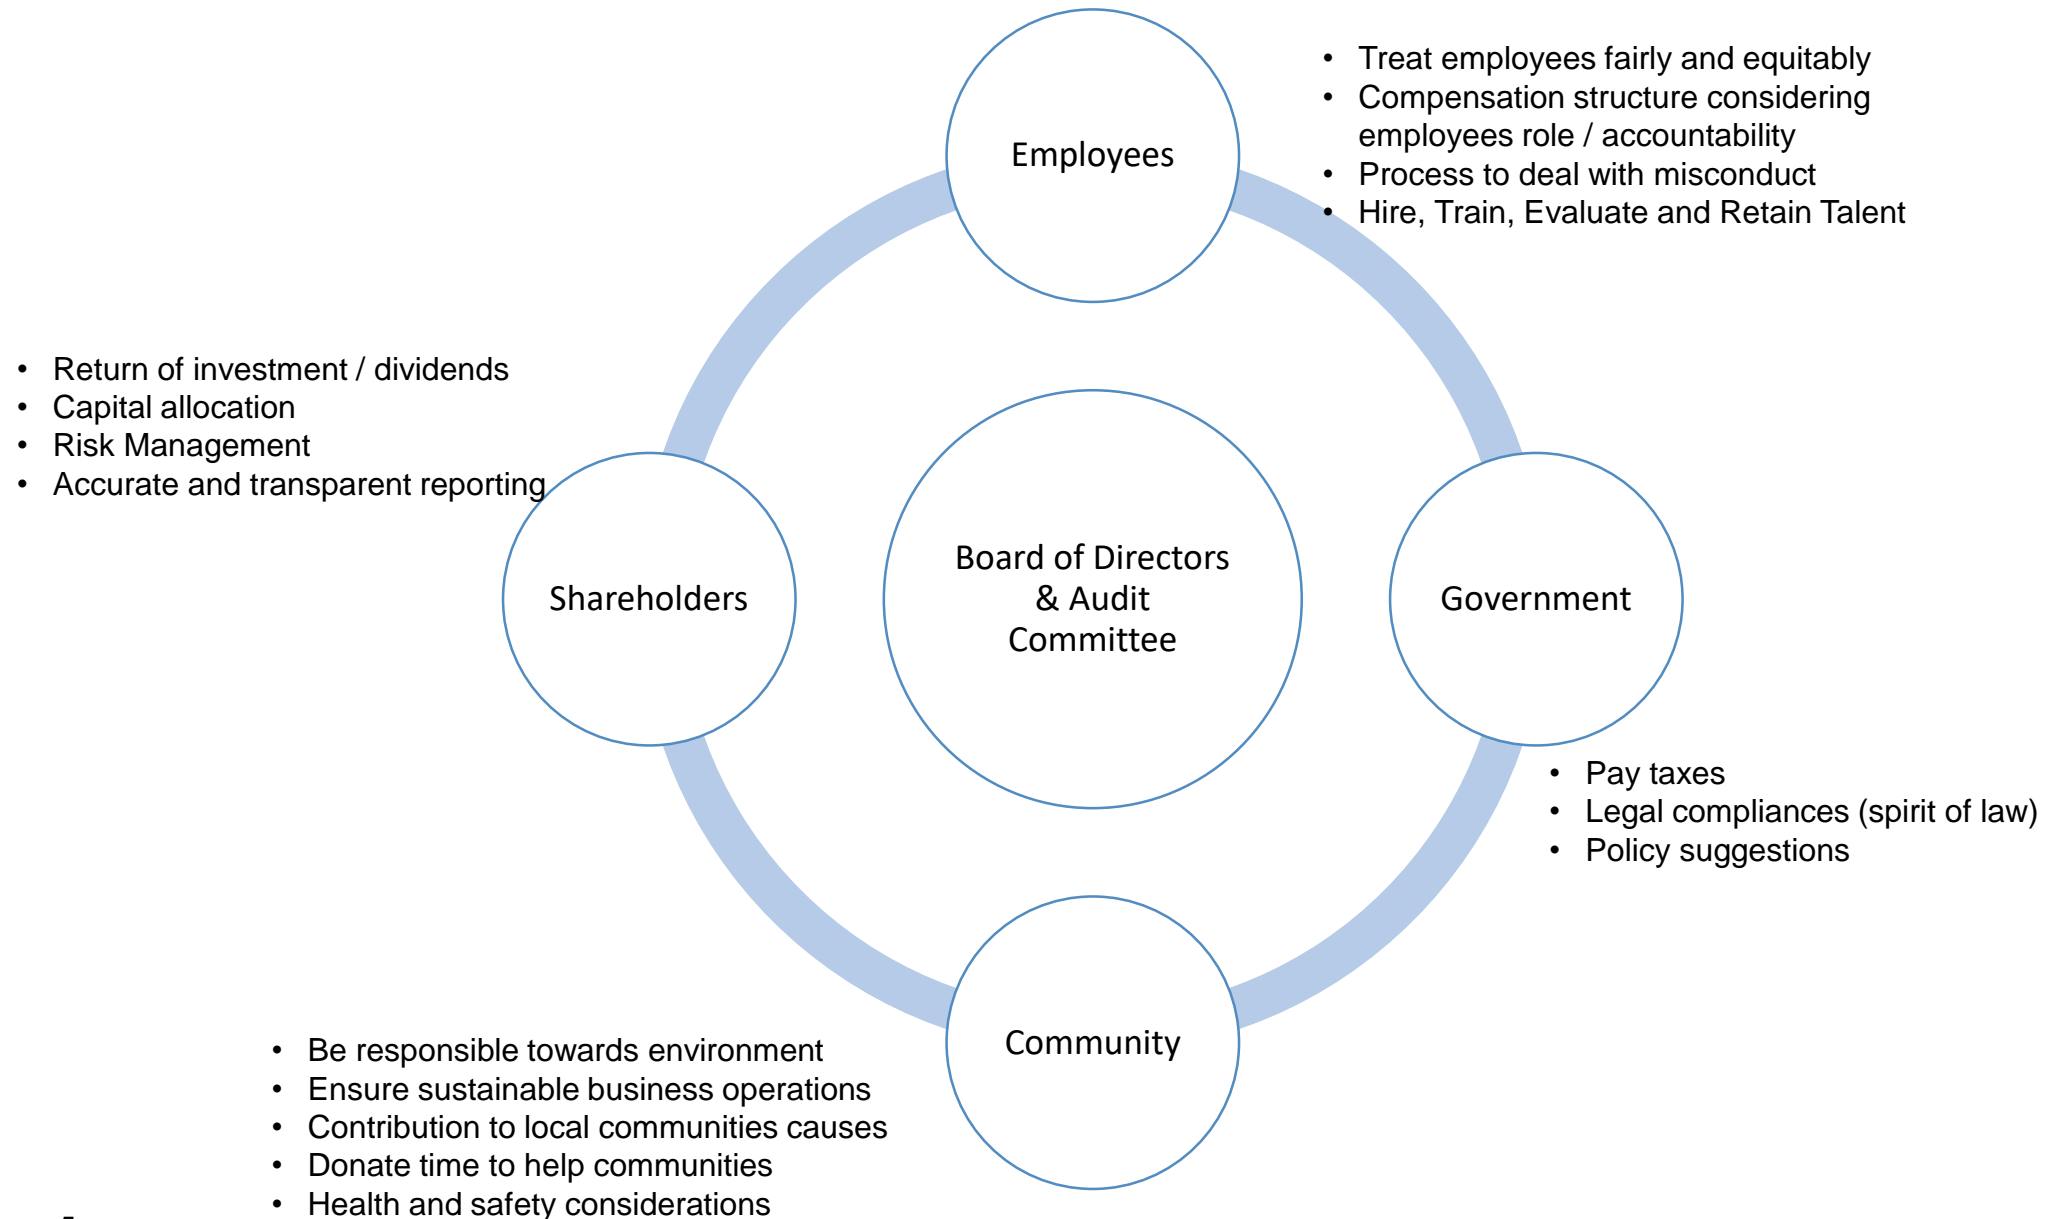 Employees
• Treat employees fairly and equitably
• Compensation structure considering
employees role / accountability
• Process to deal with misconduct
• Hire, Train, Evaluate and Retain Talent
• Return of investment / dividends
• Capital allocation
• Risk Management
• Accurate and transparent reporting
Shareholders
Board of Directors
& Audit
Committee
Government
• Pay taxes
• Legal compliances (spirit of law)
• Policy suggestions
Community
• Be responsible towards environment
• Ensure sustainable business operations
• Contribution to local communities causes
• Donate time to help communities
• Health and safety considerations